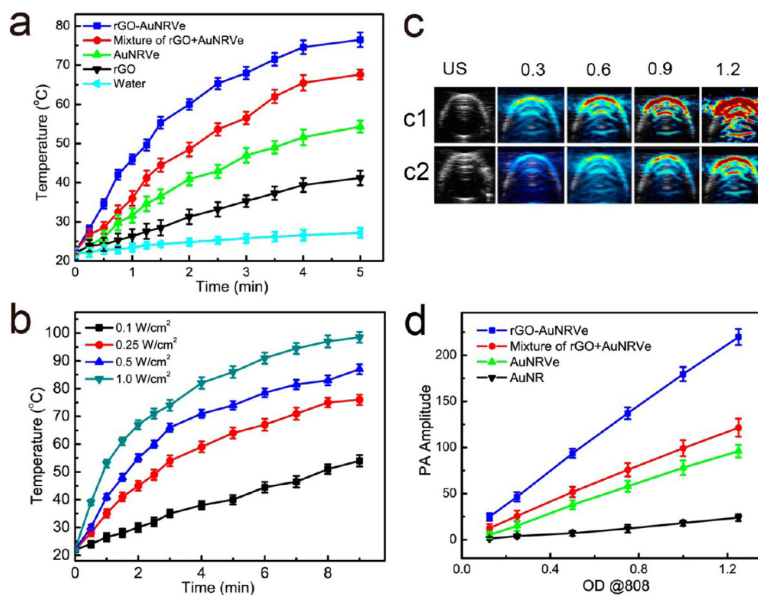 a
rGO-AuNRVe
Mixture of rGO+AuNRVe
AuNRVe
rGO
Water
80
70
60
50
40
30
20
Temperature (°C)
0 1 2 3 4 5
Time (min)
c
US 0.3 0.6 0.9 1.2
c1
c2
b
0.1 W/cm²
0.25 W/cm²
0.5 W/cm²
1.0 W/cm²
100
90
80
70
60
50
40
30
20
Temperature (°C)
0 2 4 6 8
Time (min)
d
rGO-AuNRVe
Mixture of rGO+AuNRVe
AuNRVe
AuNR
200
150
100
50
25
0
PA Amplitude
0.0 0.4 0.8 1.2
OD @808